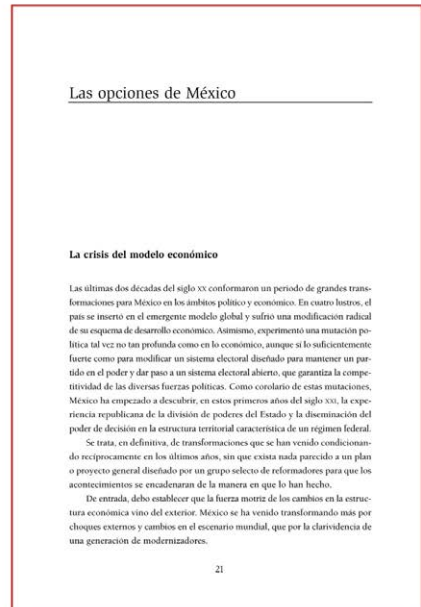 Las opciones de México
La crisis del modelo económico
Las últimas dos décadas del siglo XX conformaron un periodo de grandes trans-
formaciones para México en los ámbitos político y económico. En cuatro lustros, el
país se insertó en el emergente modelo global y sufrió una modificación radical
de su esquema de desarrollo económico. Asimismo, experimentó una mutación po-
lítica tal vez no tan profunda como en lo económico, aunque sí lo suficientemente
fuerte como para modificar un sistema electoral diseñado para mantener un par-
tido en el poder y dar paso a un sistema electoral abierto, que garantiza la compe-
titividad de las diversas fuerzas políticas. Como corolario de estas mutaciones,
México ha empezado a descubrir, en estos primeros años del siglo XXI, la expe-
riencia republicana de la división de poderes del Estado y la diseminación del
poder de decisión en la estructura territorial característica de un régimen federal.
Se trata, en definitiva, de transformaciones que se han venido condicionan-
do recíprocamente en los últimos años, sin que exista nada parecido a un plan
o proyecto general diseñado por un grupo selecto de reformadores para que los
acontecimientos se encadenaran de la manera en que lo han hecho.
De entrada, debo establecer que la fuerza motriz de los cambios en la estruc-
tura económica vino del exterior. México se ha venido transformando más por
choques externos y cambios en el escenario mundial, que por la clarividencia de
una generación de modernizadores.
21